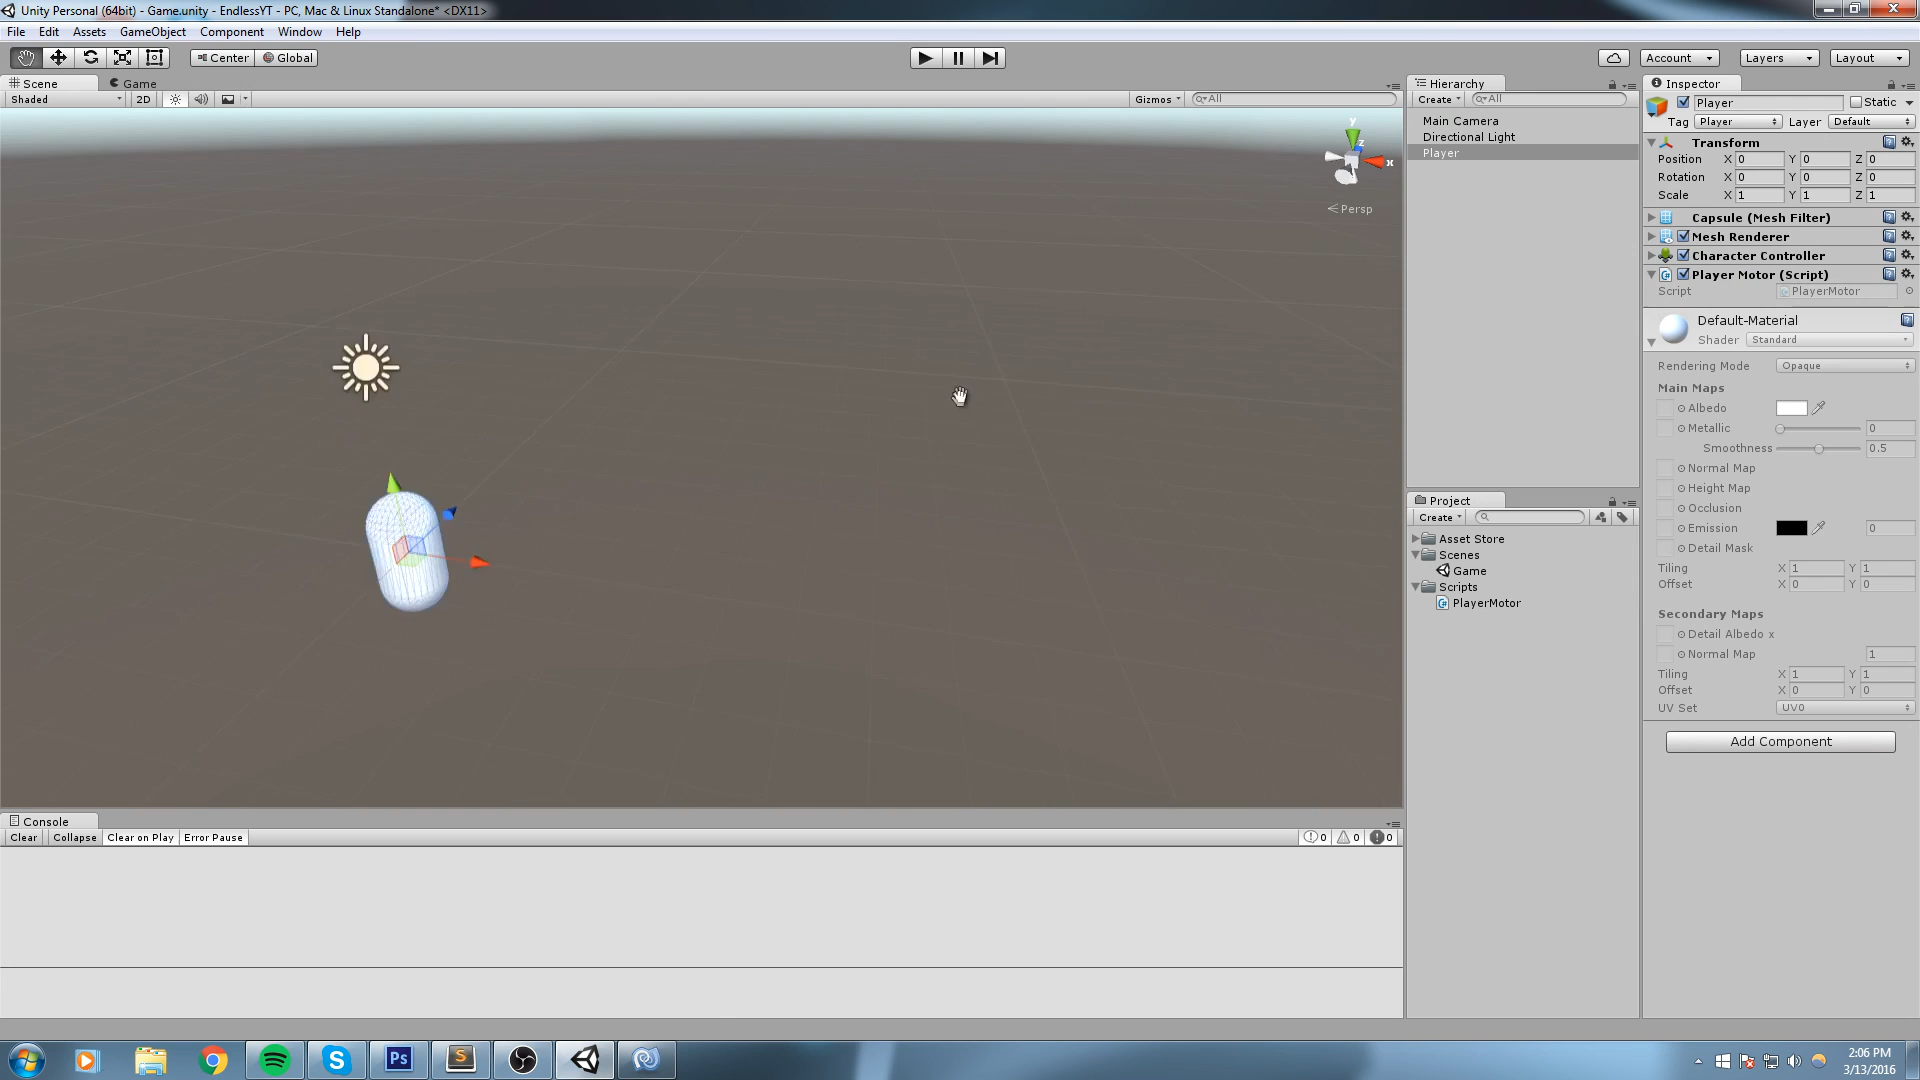 Unity Personal (64bit) - Game.unity - EndlessYT - PC, Mac & Linux Standalone* <DX11>
File Edit Assets GameObject Component Window Help
Center Global Account Layers Layout
Scene Game
Shaded 2D Gizmos All
y
z
x
Persp
Hierarchy
Create All
Main Camera
Directional Light
Player
Project
Create
Asset Store
Scenes
Game
Scripts
PlayerMotor
Inspector
Player Static
Tag Player Layer Default
Transform
Position X 0 Y 0 Z 0
Rotation X 0 Y 0 Z 0
Scale X 1 Y 1 Z 1
Capsule (Mesh Filter)
Mesh Renderer
Character Controller
Player Motor (Script)
Script PlayerMotor
Default-Material
Shader Standard
Rendering Mode Opaque
Main Maps
Albedo
Metallic 0
Smoothness 0.5
Normal Map
Height Map
Occlusion
Emission 0
Detail Mask
Tiling X 1 Y 1
Offset X 0 Y 0
Secondary Maps
Detail Albedo x
Normal Map 1
Tiling X 1 Y 1
Offset X 0 Y 0
UV Set UV0
Add Component
Console
Clear Collapse Clear on Play Error Pause 0 0 0
Ps
2:06 PM
3/13/2016